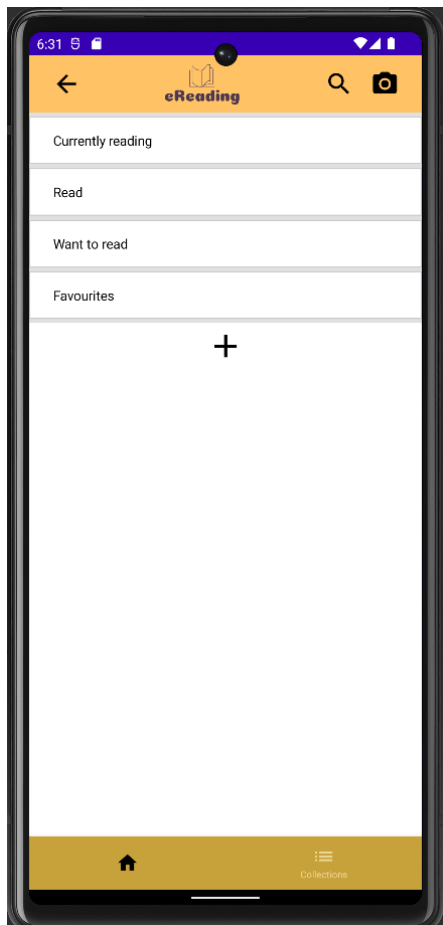 6:31
eReading
Currently reading
Read
Want to read
Favourites
Collections